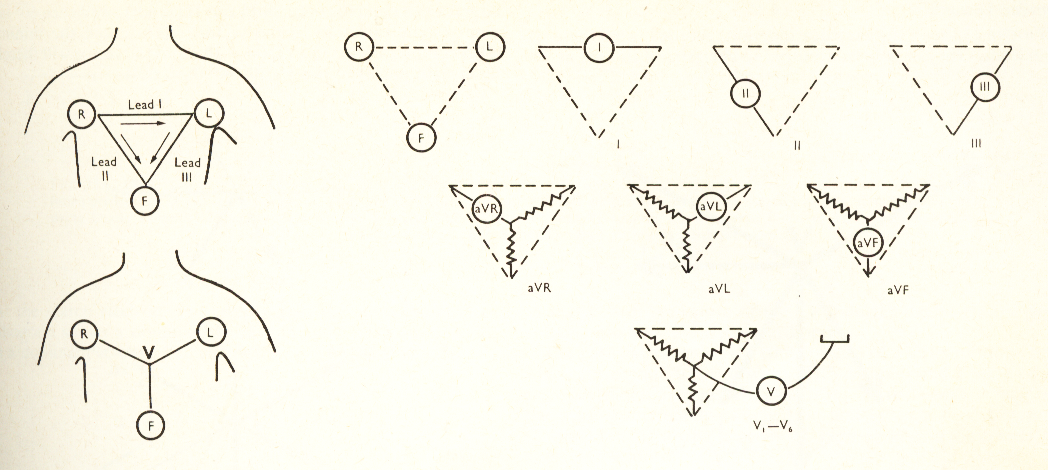 R
Lead I
L
Lead
II
Lead
III
F
R
L
F
I
I
II
II
III
III
aVR
aVR
aVL
aVL
aVF
aVF
R
V
L
F
V
V₁—V₆